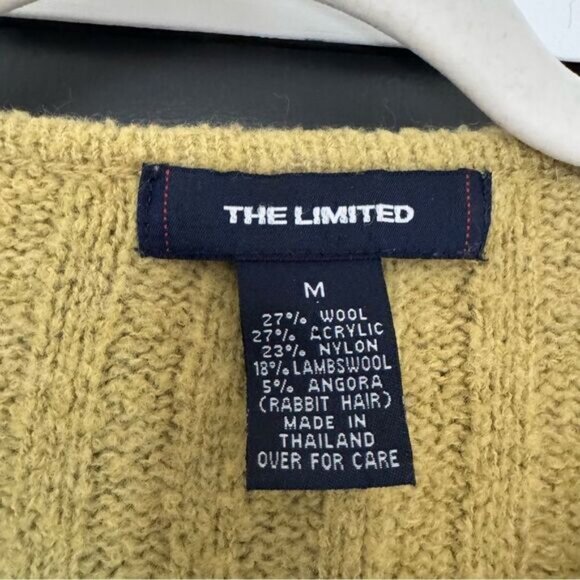 THE LIMITED
M
27% WOOL
27% ACRYLIC
23% NYLON
18% LAMBSWOOL
5% ANGORA
(RABBIT HAIR)
MADE IN
THAILAND
OVER FOR CARE